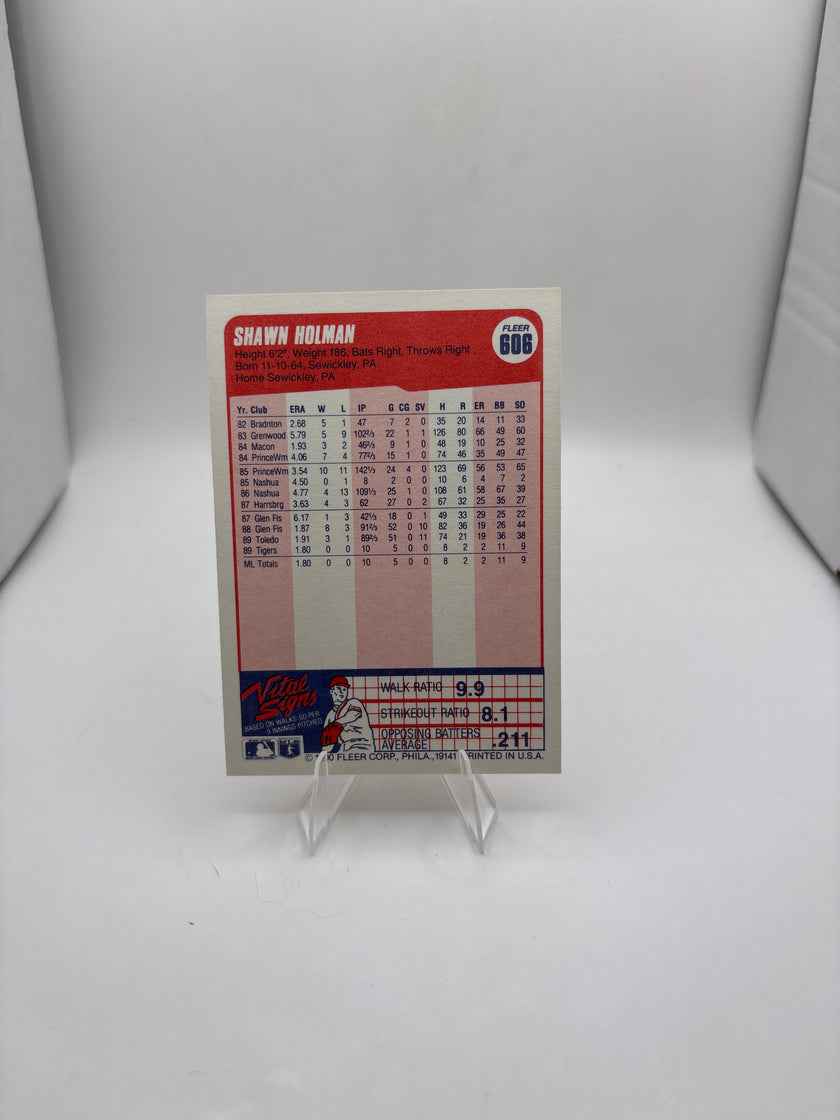 SHAWN HOLMAN
FLEER
606
Height 6'2", Weight 186, Bats Right, Throws Right
Born 11-10-64, Sewickley, PA
Home Sewickley, PA
Yr. Club ERA W L IP G CG SV H R ER BB SO
82 Bradnton 2.68 5 1 47 7 2 0 35 20 14 11 33
83 Grenwood 5.79 5 9 102⅔ 22 1 1 126 80 66 49 60
84 Macon 1.93 3 2 46⅔ 9 1 0 48 19 10 25 32
84 PrinceWm 4.06 7 4 77⅔ 15 1 0 74 46 35 49 47
85 PrinceWm 3.54 10 11 142⅓ 24 4 0 123 69 56 53 65
85 Nashua 4.50 0 1 8 2 0 0 10 6 4 7 2
86 Nashua 4.77 4 13 109⅓ 25 1 0 108 61 58 67 39
87 Harrsbrg 3.63 4 3 62 27 0 2 67 32 25 35 27
87 Glen Fls 6.17 1 3 42⅓ 18 0 1 49 33 29 25 22
88 Glen Fls 1.87 8 3 91⅔ 52 0 10 82 36 19 26 44
89 Toledo 1.91 3 1 89⅔ 51 0 11 74 21 19 36 38
89 Tigers 1.80 0 0 10 5 0 0 8 2 2 11 9
ML Totals 1.80 0 0 10 5 0 0 8 2 2 11 9
Vital
Signs
BASED ON WALKS/SO PER
9 INNINGS PITCHED
WALK RATIO 9.9
STRIKEOUT RATIO 8.1
OPPOSING BATTERS
AVERAGE .211
FLEER CORP., PHILA., 19141 PRINTED IN U.S.A.